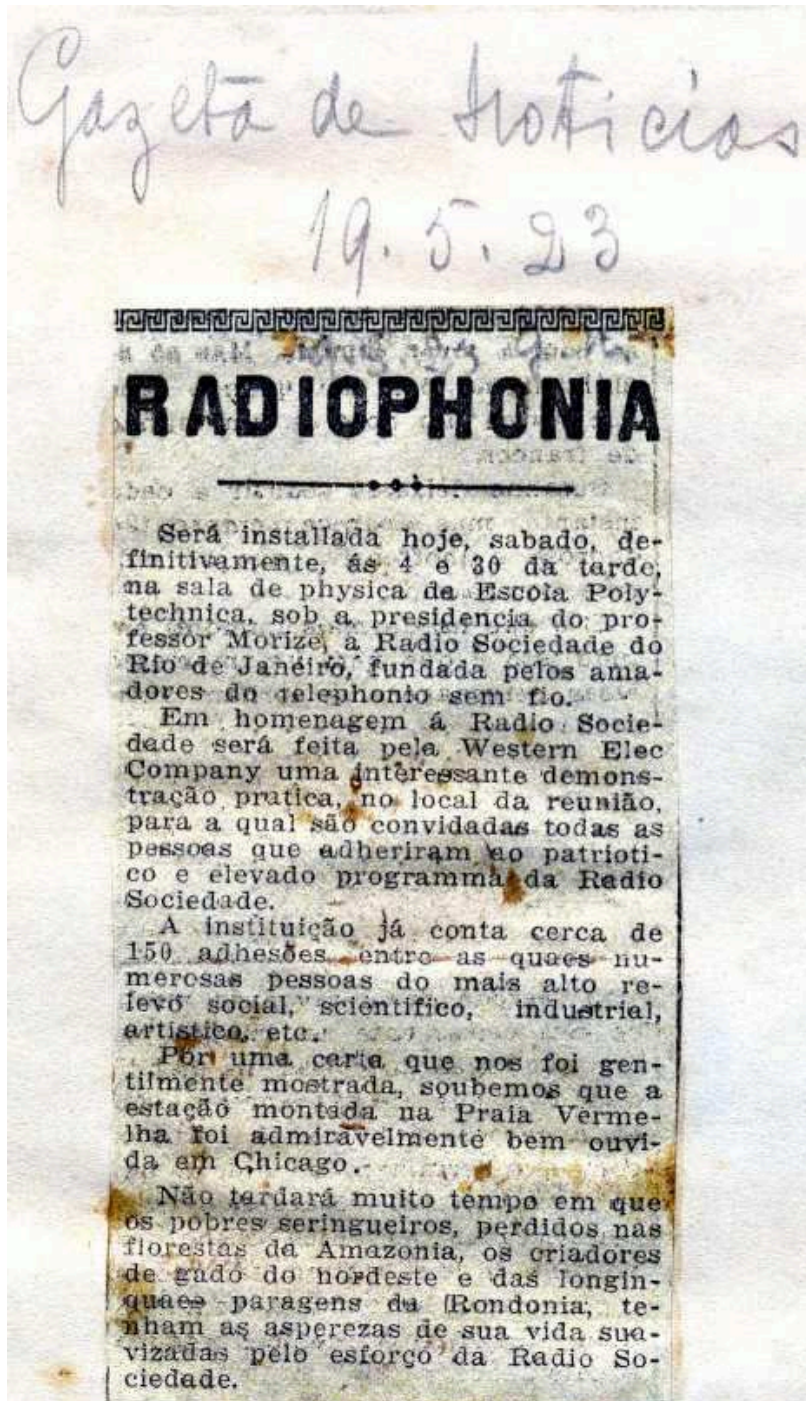 Gazeta de Noticias
19.5.23
RADIOPHONIA
Será installada hoje, sabado, de-
finitivamente, ás 4 e 30 da tarde,
na sala de physica da Escola Poly-
technica, sob a presidencia do pro-
fessor Morize, a Radio Sociedade do
Rio de Janeiro, fundada pelos ama-
dores do telephonio sem fio.
Em homenagem á Radio Socie-
dade será feita pela Western Elec
Company uma interessante demons-
tração pratica, no local da reunião,
para a qual são convidadas todas as
pessoas que adheriram ao patrioti-
co e elevado programma da Radio
Sociedade.
A instituição já conta cerca de
150 adhesões entre as quaes nu-
merosas pessoas do mais alto re-
levo social, scientifico, industrial,
artistico, etc.
Por uma carta que nos foi gen-
tilmente mostrada, soubemos que a
estação montada na Praia Verme-
lha foi admiravelmente bem ouvi-
da em Chicago.
Não tardará muito tempo em que
os pobres seringueiros, perdidos nas
florestas da Amazonia, os criadores
de gado do nordeste e das longin-
quaes paragens da Rondonia, te-
nham as asperezas de sua vida sua-
vizadas pelo esforço da Radio So-
ciedade.